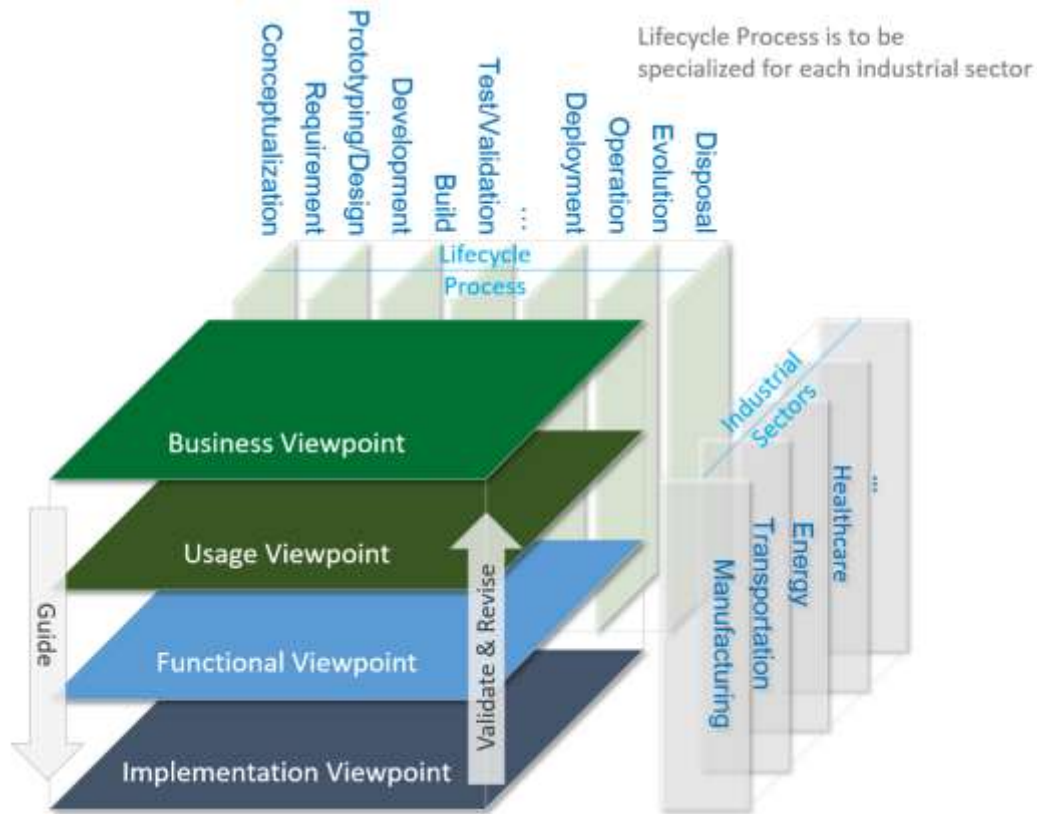 Lifecycle Process is to be
specialized for each industrial sector
Conceptualization
Requirement
Prototyping/Design
Development
Build
Test/Validation
...
Deployment
Operation
Evolution
Disposal
Lifecycle
Process
Business Viewpoint
Usage Viewpoint
Functional Viewpoint
Implementation Viewpoint
Guide
Validate & Revise
Industrial
Sectors
Manufacturing
Transportation
Energy
Healthcare
...